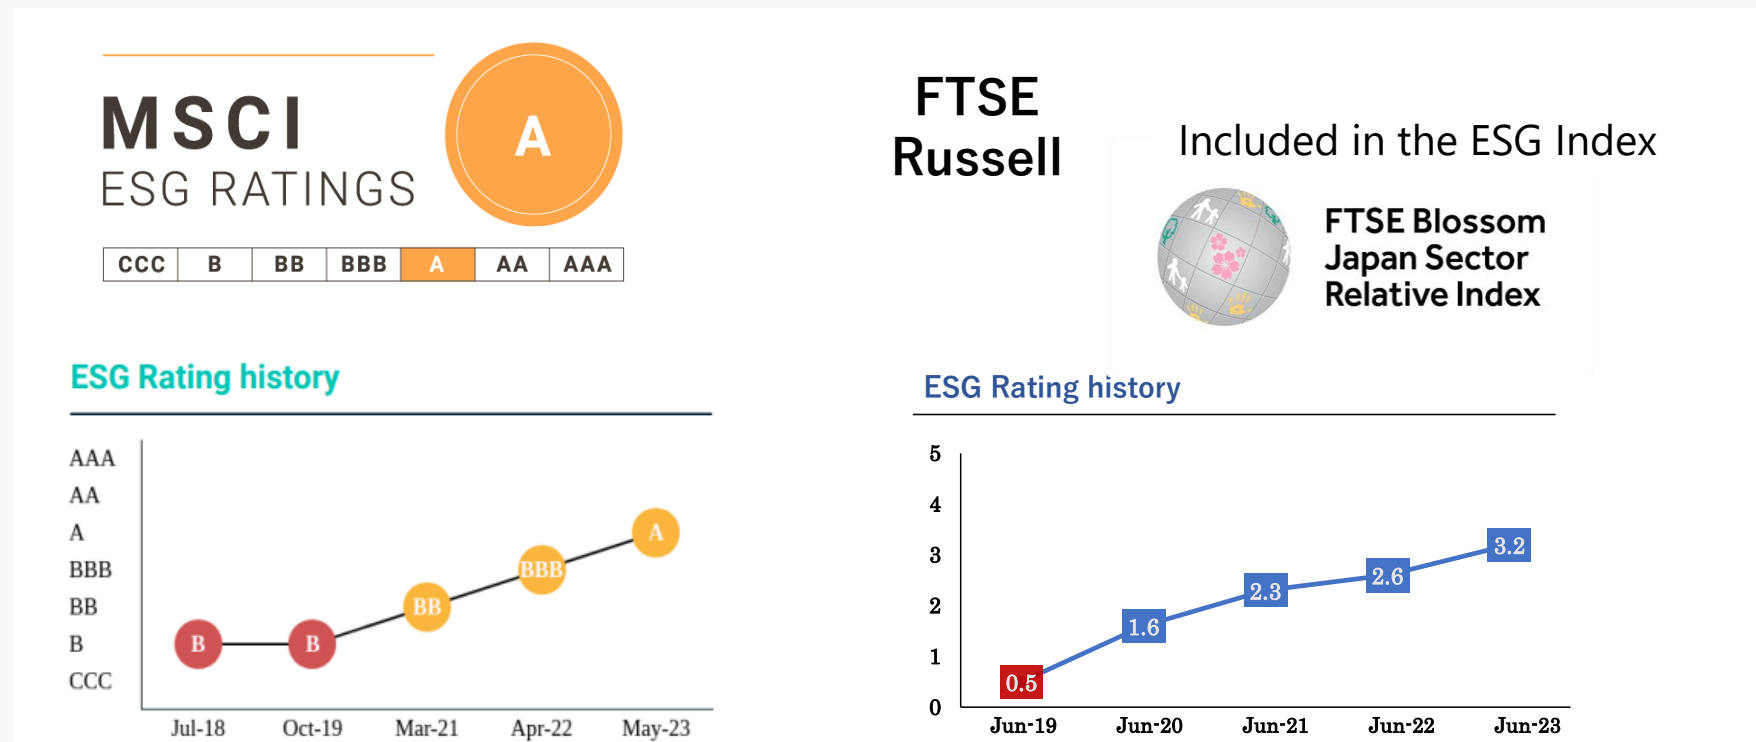 MSCI
ESG RATINGS
A
CCC B BB BBB A AA AAA
ESG Rating history
AAA
AA
A
BBB
BB
B
CCC
B
B
BB
BBB
A
Jul-18 Oct-19 Mar-21 Apr-22 May-23
FTSE
Russell
Included in the ESG Index
FTSE Blossom
Japan Sector
Relative Index
ESG Rating history
5
4
3
2
1
0
0.5
1.6
2.3
2.6
3.2
Jun-19 Jun-20 Jun-21 Jun-22 Jun-23